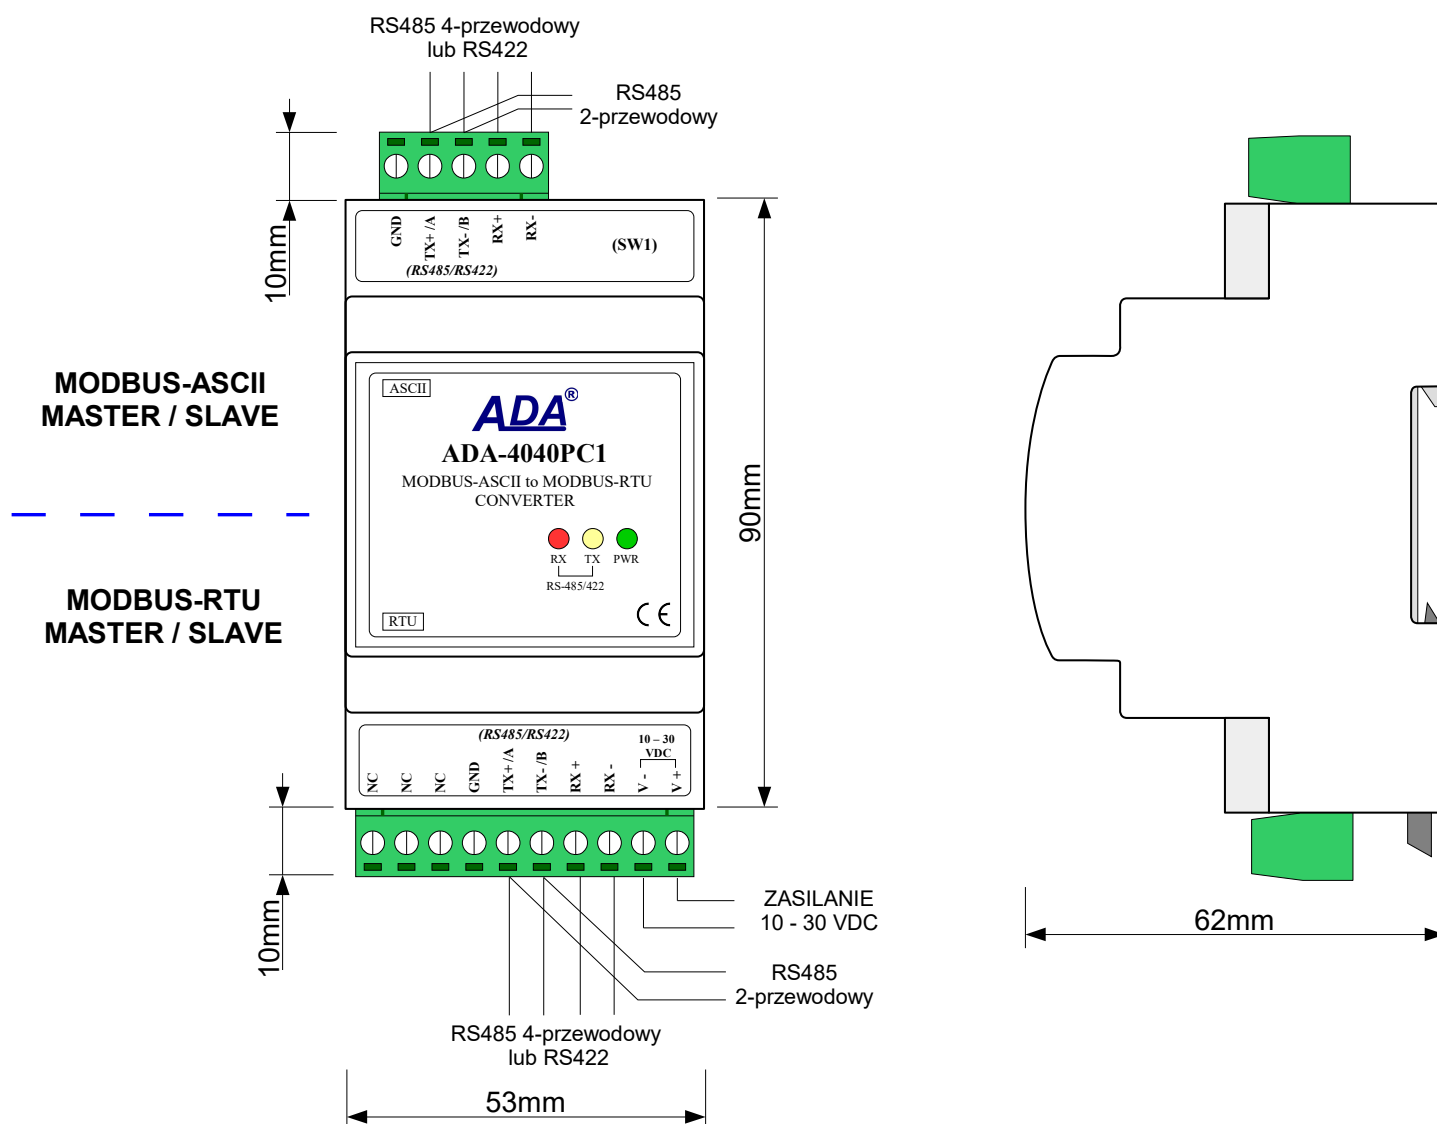 RS485 4-przewodowy
lub RS422
RS485
2-przewodowy
10mm
GND
TX+/A
TX-/B
RX+
RX-
(SW1)
(RS485/RS422)
MODBUS-ASCII
MASTER / SLAVE
ASCII
ADA®
ADA-4040PC1
MODBUS-ASCII to MODBUS-RTU
CONVERTER
RX TX PWR
RS-485/422
RTU
CE
MODBUS-RTU
MASTER / SLAVE
90mm
(RS485/RS422)
10 – 30
VDC
NC
NC
NC
GND
TX+/A
TX-/B
RX +
RX -
V -
V +
10mm
ZASILANIE
10 - 30 VDC
RS485
2-przewodowy
RS485 4-przewodowy
lub RS422
53mm
62mm